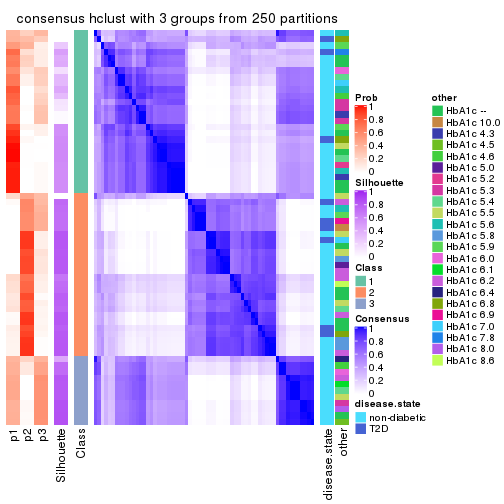 consensus hclust with 3 groups from 250 partitions
Prob
1
0.8
0.6
0.4
0.2
0
Silhouette
1
0.8
0.6
0.4
0.2
0
Class
1
2
3
Consensus
1
0.8
0.6
0.4
0.2
0
disease.state
non-diabetic
T2D
other
HbA1c --
HbA1c 10.0
HbA1c 4.3
HbA1c 4.5
HbA1c 4.6
HbA1c 5.0
HbA1c 5.2
HbA1c 5.3
HbA1c 5.4
HbA1c 5.5
HbA1c 5.6
HbA1c 5.8
HbA1c 5.9
HbA1c 6.0
HbA1c 6.1
HbA1c 6.2
HbA1c 6.4
HbA1c 6.8
HbA1c 6.9
HbA1c 7.0
HbA1c 7.8
HbA1c 8.0
HbA1c 8.6
p1
p2
p3
Silhouette
Class
disease.state
other